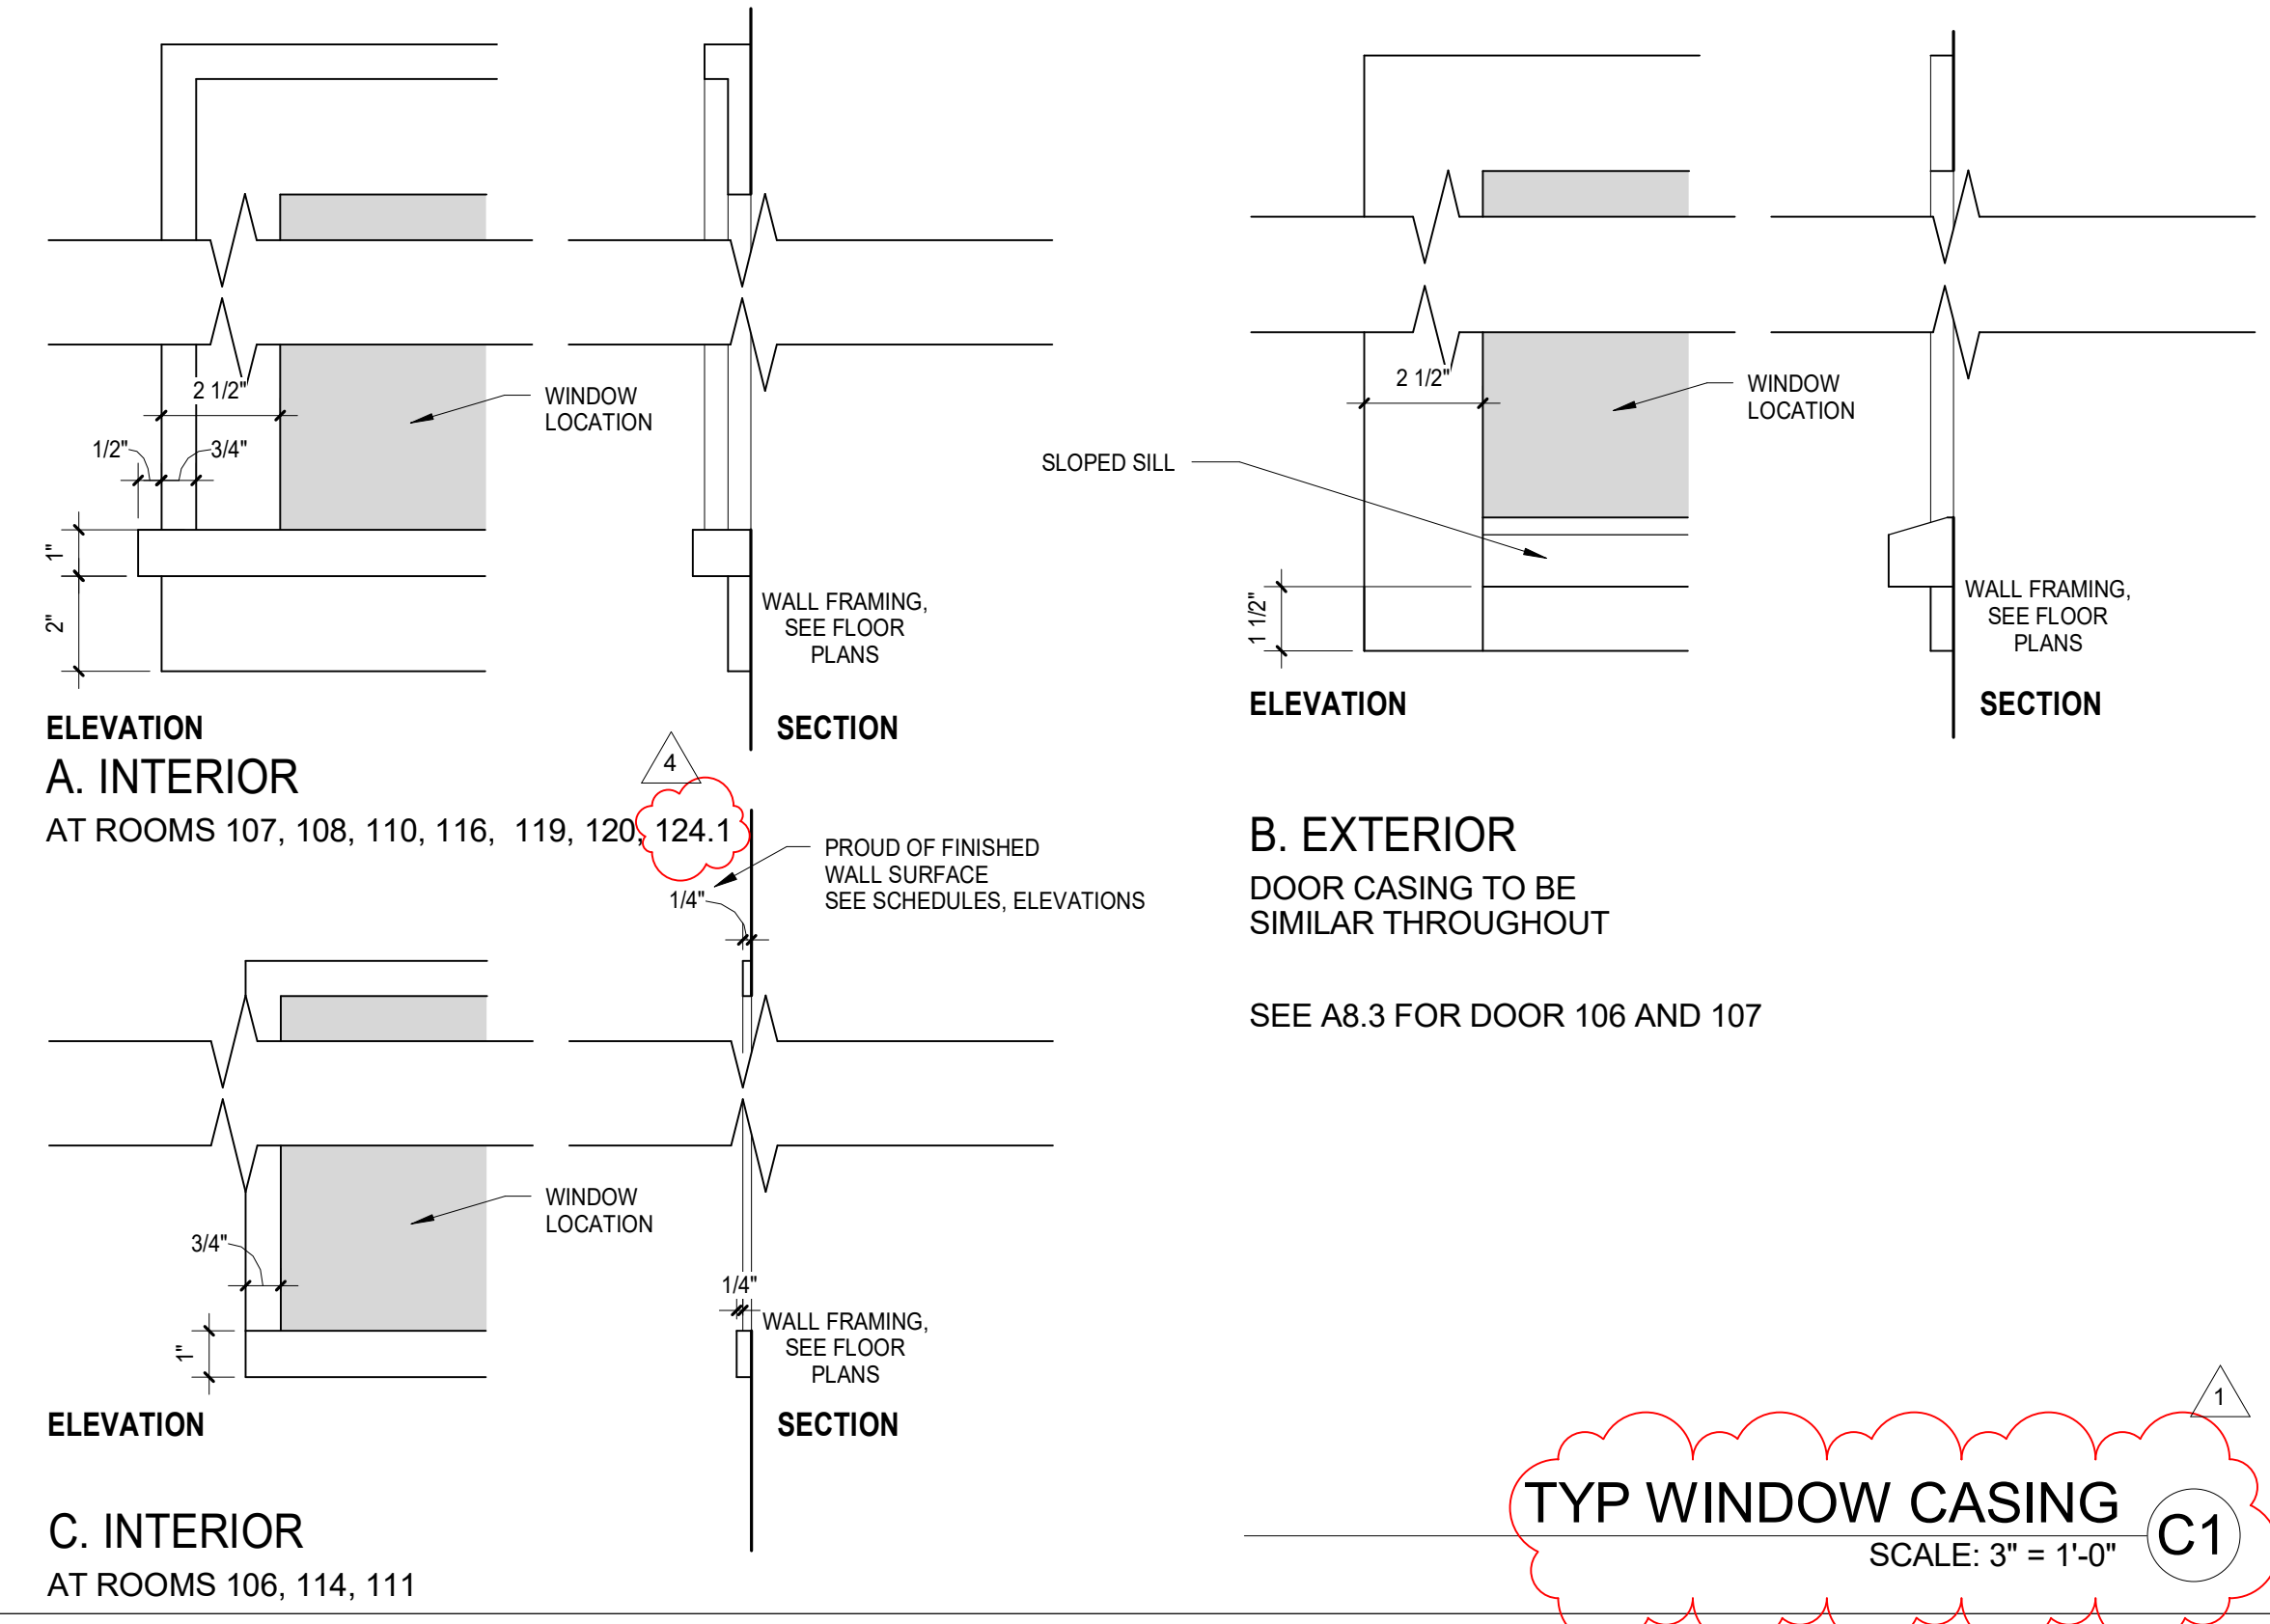 2 1/2"
WINDOW
LOCATION
1/2"
3/4"
1"
2"
WALL FRAMING,
SEE FLOOR
PLANS
ELEVATION
SECTION
A. INTERIOR
AT ROOMS 107, 108, 110, 116, 119, 120, 124.1
4
2 1/2"
WINDOW
LOCATION
SLOPED SILL
1 1/2"
WALL FRAMING,
SEE FLOOR
PLANS
ELEVATION
SECTION
B. EXTERIOR
DOOR CASING TO BE
SIMILAR THROUGHOUT
SEE A8.3 FOR DOOR 106 AND 107
PROUD OF FINISHED
WALL SURFACE
SEE SCHEDULES, ELEVATIONS
1/4"
WINDOW
LOCATION
3/4"
1/4"
1"
WALL FRAMING,
SEE FLOOR
PLANS
ELEVATION
SECTION
C. INTERIOR
AT ROOMS 106, 114, 111
1
TYP WINDOW CASING
C1
SCALE: 3" = 1'-0"